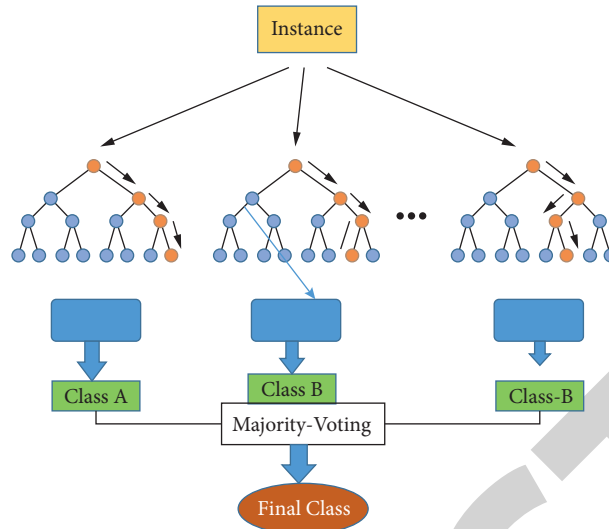 Instance
Class A
Class B
Class-B
Majority-Voting
Final Class